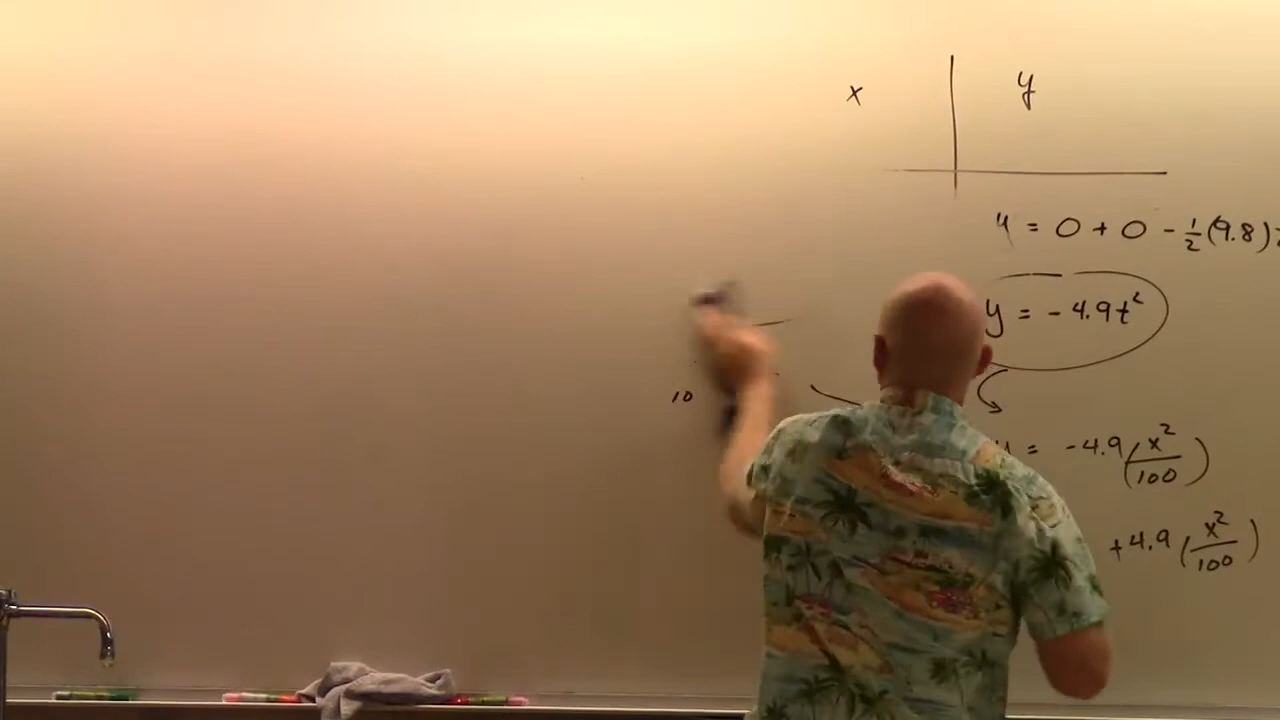 x y
y = 0 + 0 - 1/2(9.8)
y = - 4.9t²
10
= -4.9(x²/100)
+4.9(x²/100)